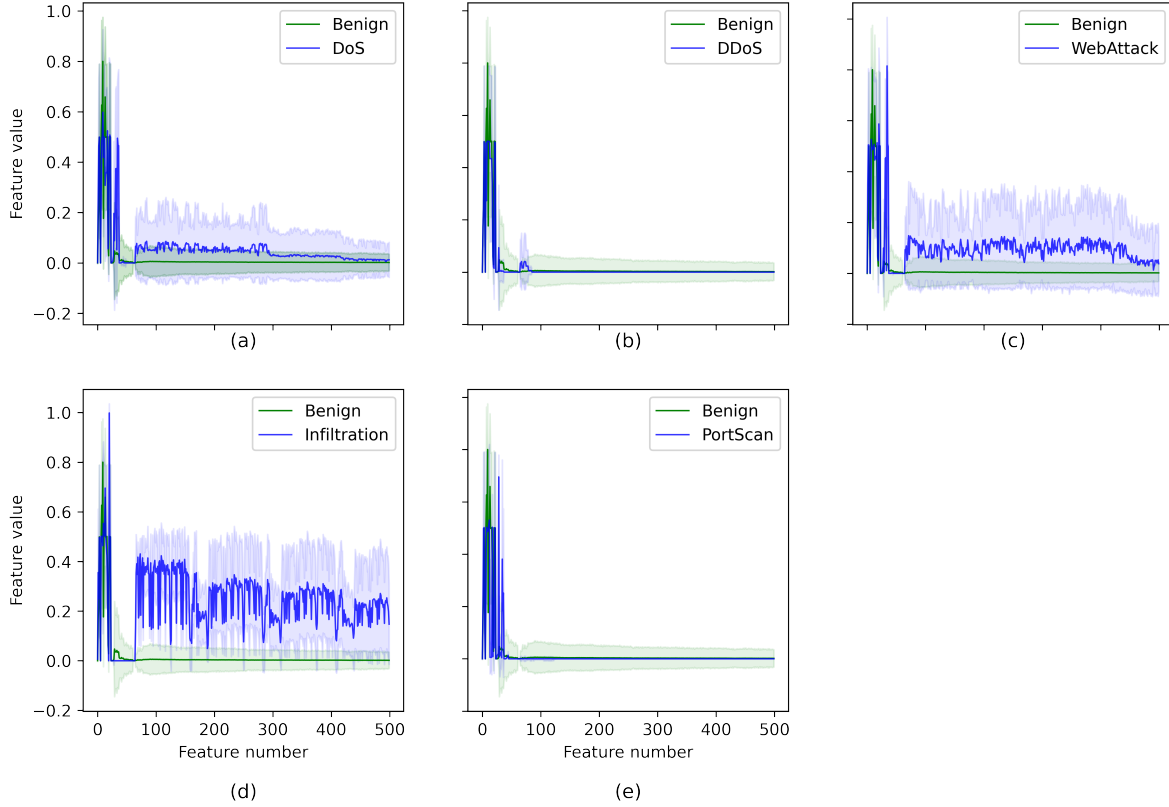 1.0
0.8
0.6
0.4
0.2
0.0
−0.2
Feature value
Benign
DoS
(a)
Benign
DDoS
(b)
Benign
WebAttack
(c)
1.0
0.8
0.6
0.4
0.2
0.0
−0.2
Feature value
Benign
Infiltration
0 100 200 300 400 500
Feature number
(d)
Benign
PortScan
0 100 200 300 400 500
Feature number
(e)